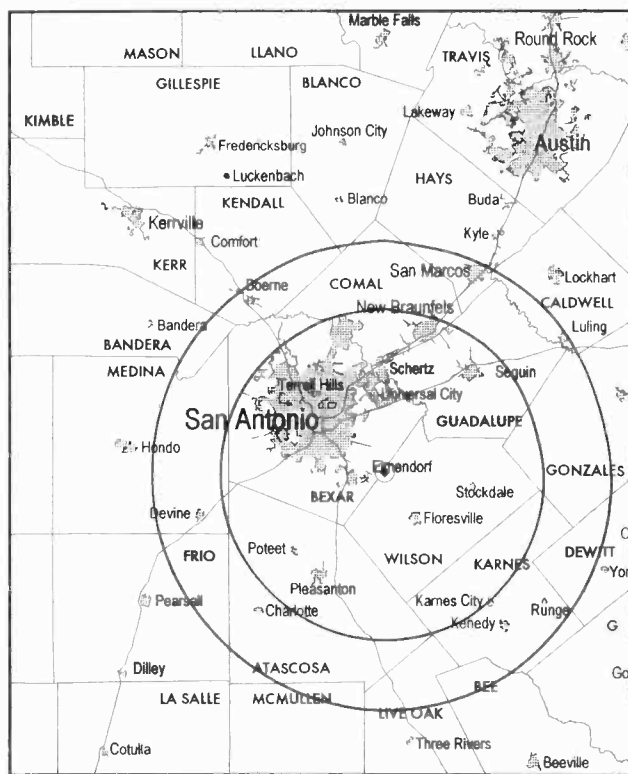 Marble Falls
Round Rock
MASON
LLANO
TRAVIS
GILLESPIE
BLANCO
KIMBLE
Lakeway
Johnson City
Fredericksburg
Austin
Luckenbach
HAYS
KENDALL
Blanco
Buda
Kerrville
Comfort
Kyle
KERR
San Marcos
Lockhart
Boerne
COMAL
CALDWELL
New Braunfels
Bandera
Luling
BANDERA
MEDINA
Schertz
Seguin
Terrell Hills
Universal City
San Antonio
GUADALUPE
Hondo
Elmendorf
GONZALES
BEXAR
Stockdale
Devine
Floresville
FRIO
Poteet
WILSON
DEWITT
KARNES
Yor
Pleasanton
Pearsall
Karnes City
Runge
Charlotte
Kenedy
G
Dilley
ATASCOSA
Go
BEE
LA SALLE
MCMULLEN
LIVE OAK
Cotulla
Three Rivers
Beeville